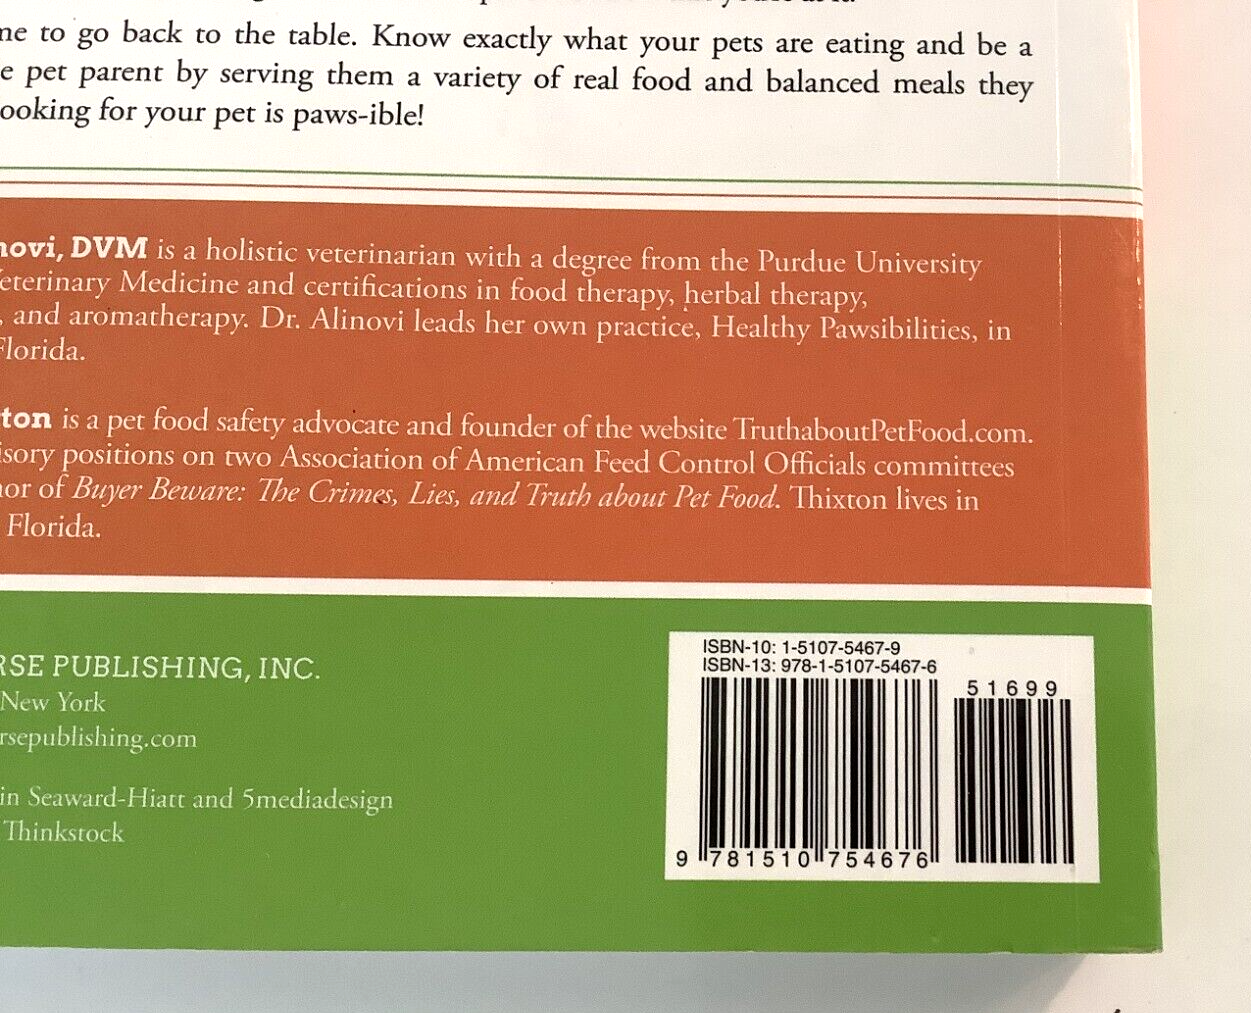 me to go back to the table. Know exactly what your pets are eating and be a
e pet parent by serving them a variety of real food and balanced meals they
ooking for your pet is paws-ible!
novi, DVM is a holistic veterinarian with a degree from the Purdue University
eterinary Medicine and certifications in food therapy, herbal therapy,
, and aromatherapy. Dr. Alinovi leads her own practice, Healthy Pawsibilities, in
Florida.
ton is a pet food safety advocate and founder of the website TruthaboutPetFood.com.
isory positions on two Association of American Feed Control Officials committees
or of Buyer Beware: The Crimes, Lies, and Truth about Pet Food. Thixton lives in
Florida.
RSE PUBLISHING, INC.
New York
rsepublishing.com
in Seaward-Hiatt and 5mediadesign
Thinkstock
ISBN-10: 1-5107-5467-9
ISBN-13: 978-1-5107-5467-6
51699
9 781510 754676